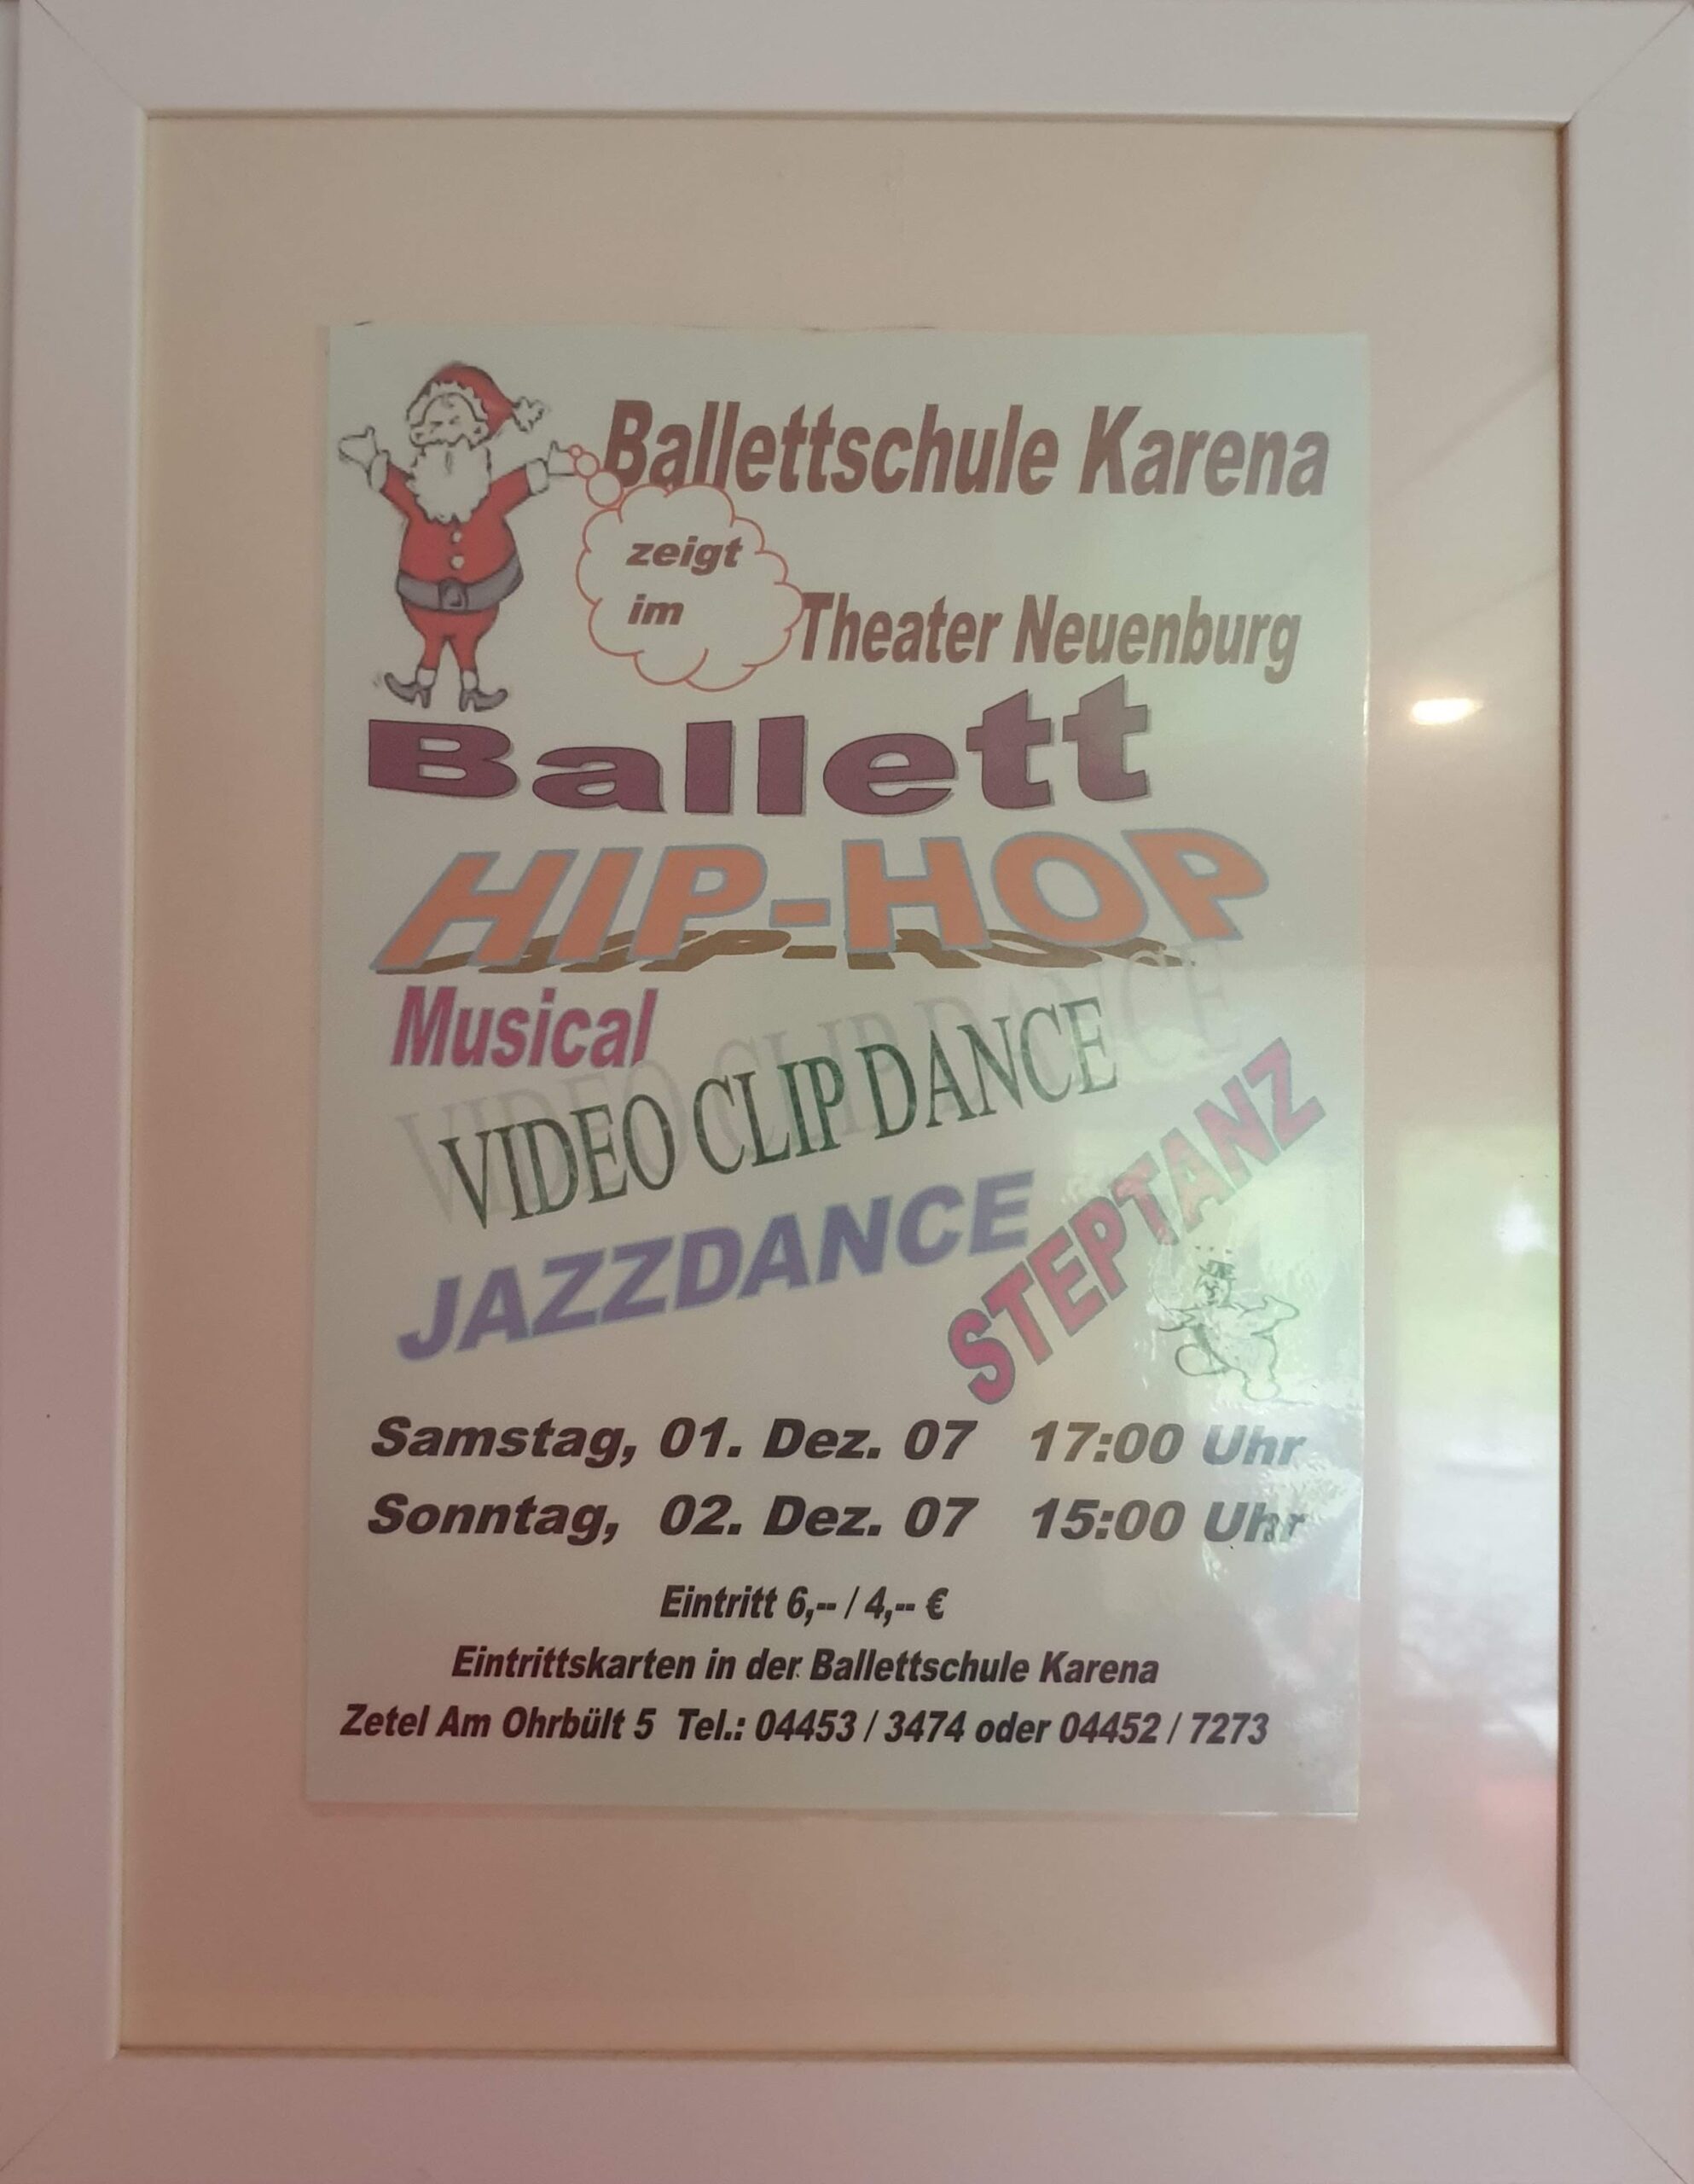 Ballettschule Karena
zeigt
im
Theater Neuenburg
Ballett
HIP-HOP
Musical
VIDEO CLIP DANCE
JAZZDANCE
STEPTANZ
Samstag, 01. Dez. 07 17:00 Uhr
Sonntag, 02. Dez. 07 15:00 Uhr
Eintritt 6,-- / 4,-- €
Eintrittskarten in der Ballettschule Karena
Zetel Am Ohrbült 5 Tel.: 04453 / 3474 oder 04452 / 7273